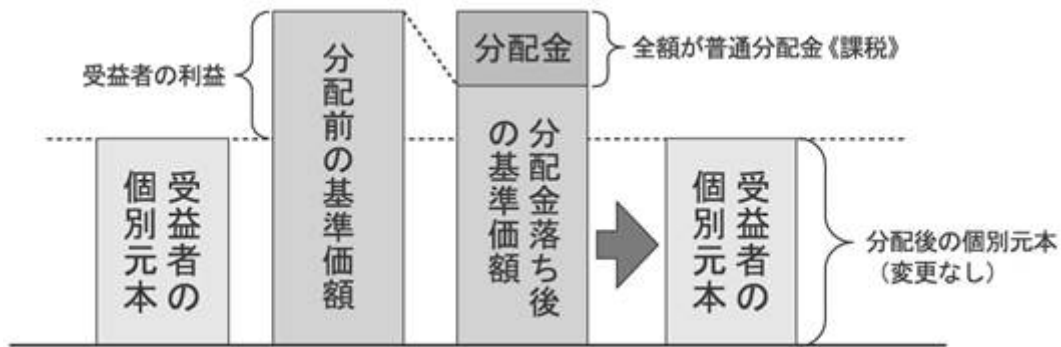 受益者の利益
受益者の
個別元本
分配前の基準価額
分配金
全額が普通分配金《課税》
分配金落ち後
の基準価額
受益者の
個別元本
分配後の個別元本
（変更なし）